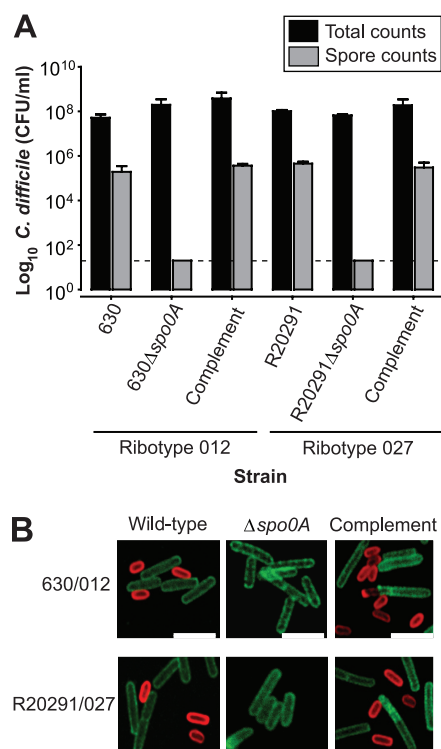 A
Total counts
Spore counts
Log10 C. difficile (CFU/ml)
10^10
10^8
10^6
10^4
10^2
10^0
630
630Δspo0A
Complement
R20291
R20291Δspo0A
Complement
Ribotype 012
Ribotype 027
Strain
B
Wild-type
Δspo0A
Complement
630/012
R20291/027